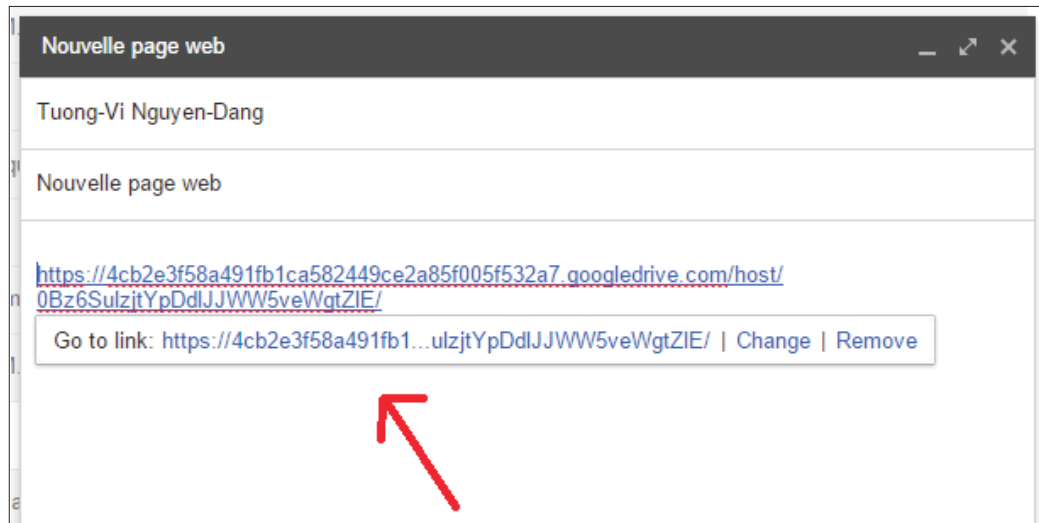 Nouvelle page web
Tuong-Vi Nguyen-Dang
Nouvelle page web
https://4cb2e3f58a491fb1ca582449ce2a85f005f532a7.googledrive.com/host/
0Bz6SulzjtYpDdlJJWW5veWgtZlE/
Go to link: https://4cb2e3f58a491fb1...ulzjtYpDdlJJWW5veWgtZlE/ | Change | Remove